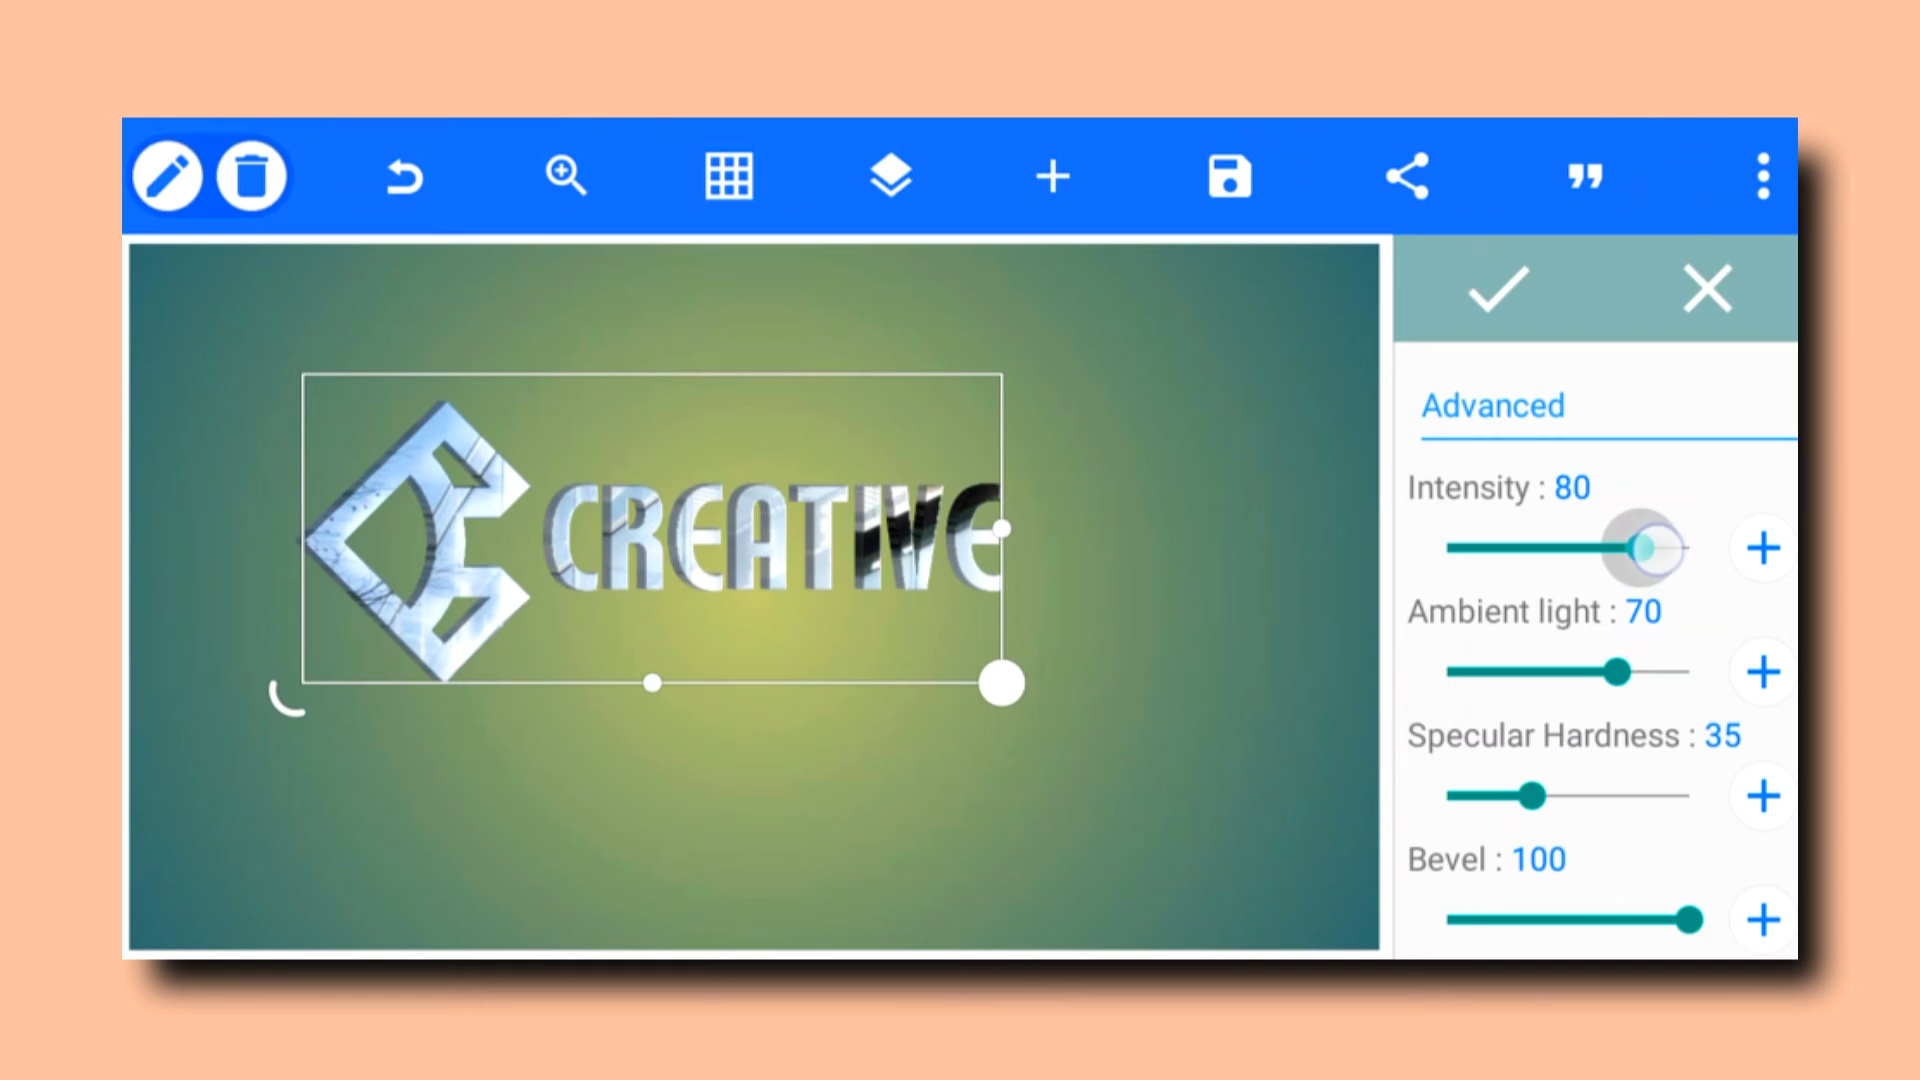 CREATIVE
Advanced
Intensity : 80
Ambient light : 70
Specular Hardness : 35
Bevel : 100